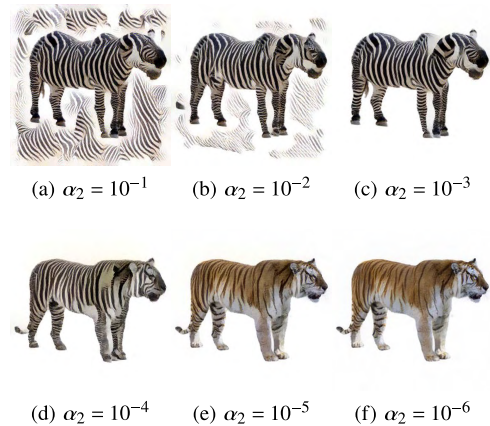 (a) α₂ = 10⁻¹ (b) α₂ = 10⁻² (c) α₂ = 10⁻³
(d) α₂ = 10⁻⁴ (e) α₂ = 10⁻⁵ (f) α₂ = 10⁻⁶